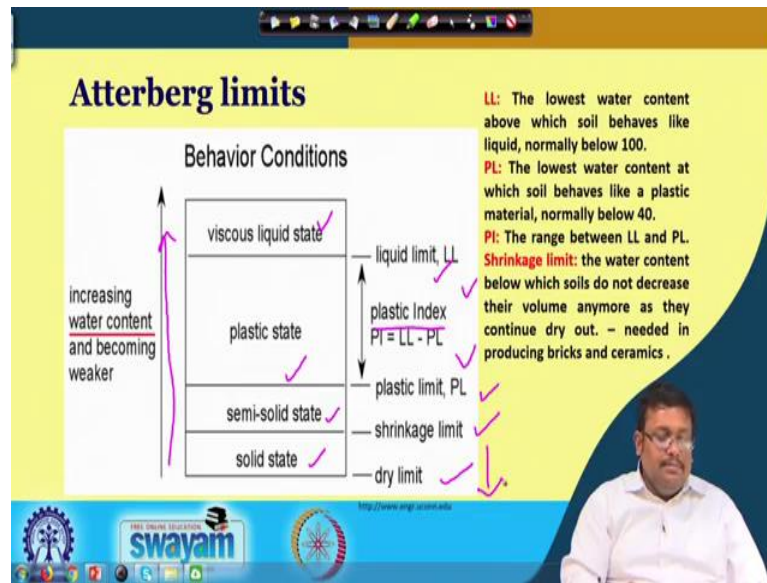 Atterberg limits
Behavior Conditions
viscous liquid state
plastic state
semi-solid state
solid state
increasing
water content
and becoming
weaker
liquid limit, LL
plastic Index
PI = LL - PL
plastic limit, PL
shrinkage limit
dry limit
http://www.engr.uconn.edu
LL: The lowest water content
above which soil behaves like
liquid, normally below 100.
PL: The lowest water content at
which soil behaves like a plastic
material, normally below 40.
PI: The range between LL and PL.
Shrinkage limit: the water content
below which soils do not decrease
their volume anymore as they
continue dry out. – needed in
producing bricks and ceramics .
FREE ONLINE EDUCATION
swayam